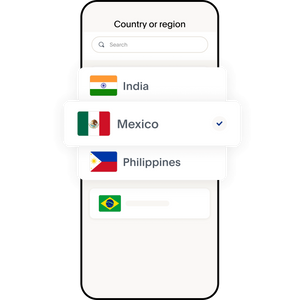 Country or region
Search
India
Mexico
Philippines